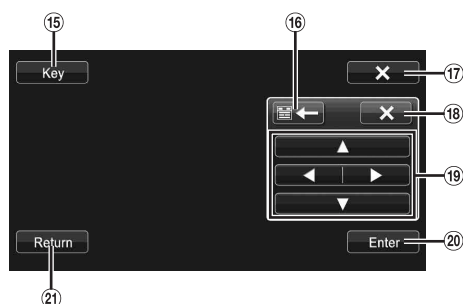 ⑮ ⑯
Key ⑰
⑱
⑲
Return Enter ⑳
㉑